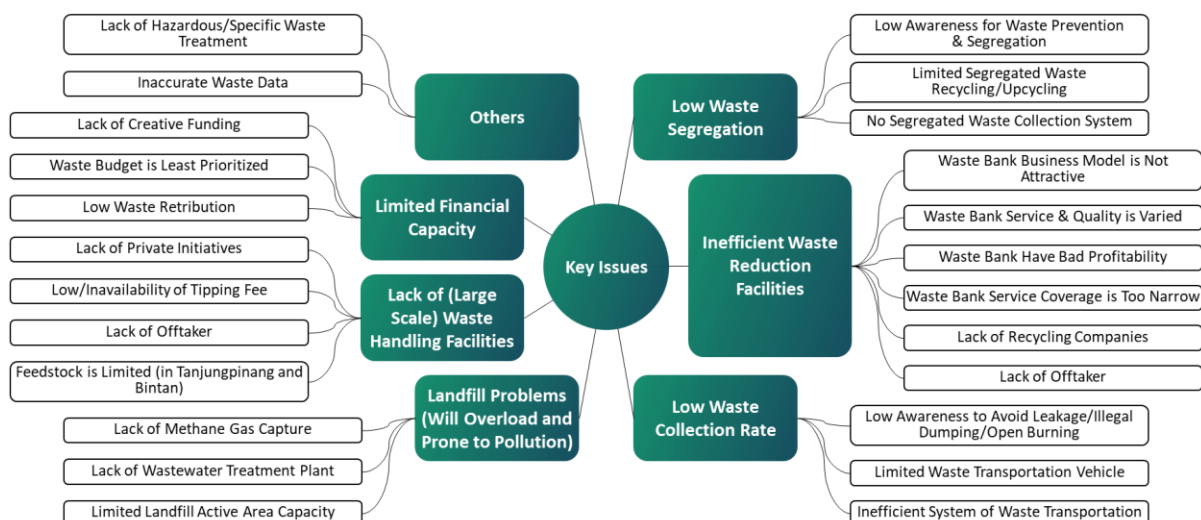 Key Issues
Others
Lack of Hazardous/Specific Waste
Treatment
Inaccurate Waste Data
Limited Financial
Capacity
Lack of Creative Funding
Waste Budget is Least Prioritized
Low Waste Retribution
Lack of (Large
Scale) Waste
Handling Facilities
Lack of Private Initiatives
Low/Inavailability of Tipping Fee
Lack of Offtaker
Feedstock is Limited (in Tanjungpinang and
Bintan)
Landfill Problems
(Will Overload and
Prone to Pollution)
Lack of Methane Gas Capture
Lack of Wastewater Treatment Plant
Limited Landfill Active Area Capacity
Low Waste
Segregation
Low Awareness for Waste Prevention
& Segregation
Limited Segregated Waste
Recycling/Upcycling
No Segregated Waste Collection System
Inefficient Waste
Reduction
Facilities
Waste Bank Business Model is Not
Attractive
Waste Bank Service & Quality is Varied
Waste Bank Have Bad Profitability
Waste Bank Service Coverage is Too Narrow
Lack of Recycling Companies
Lack of Offtaker
Low Waste
Collection Rate
Low Awareness to Avoid Leakage/Illegal
Dumping/Open Burning
Limited Waste Transportation Vehicle
Inefficient System of Waste Transportation